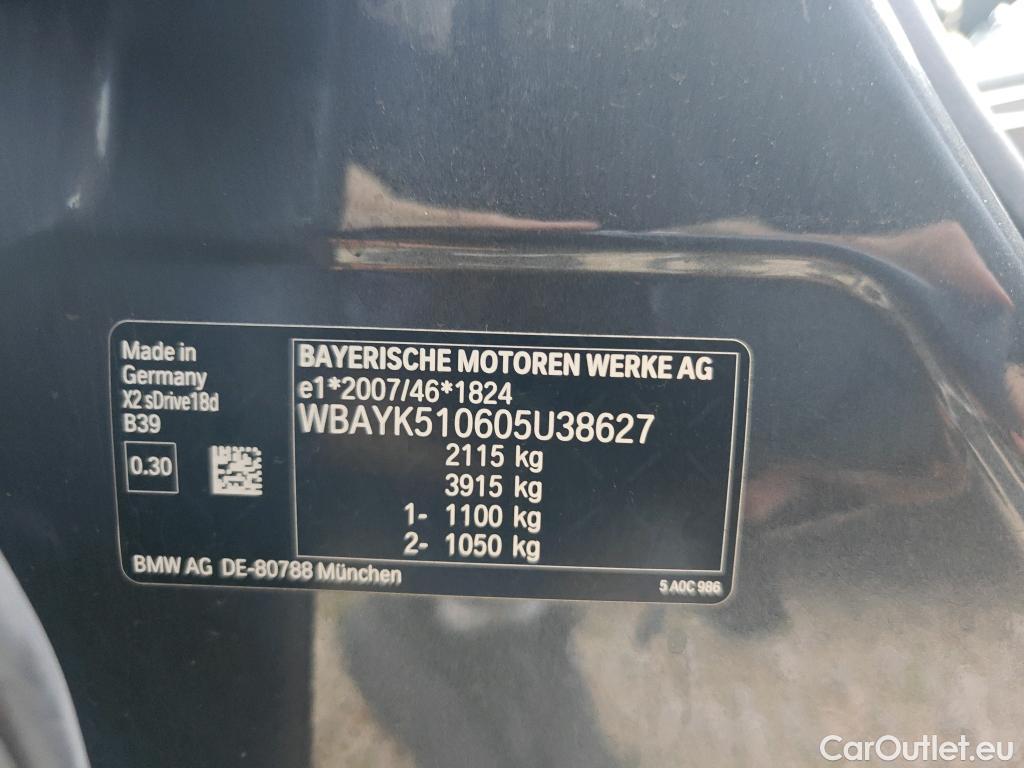 Made in
Germany
X2 sDrive18d
B39
0.30
BAYERISCHE MOTOREN WERKE AG
e1*2007/46*1824
WBAYK510605U38627
2115 kg
3915 kg
1- 1100 kg
2- 1050 kg
BMW AG DE-80788 München
5 A0C 986
CarOutlet.eu